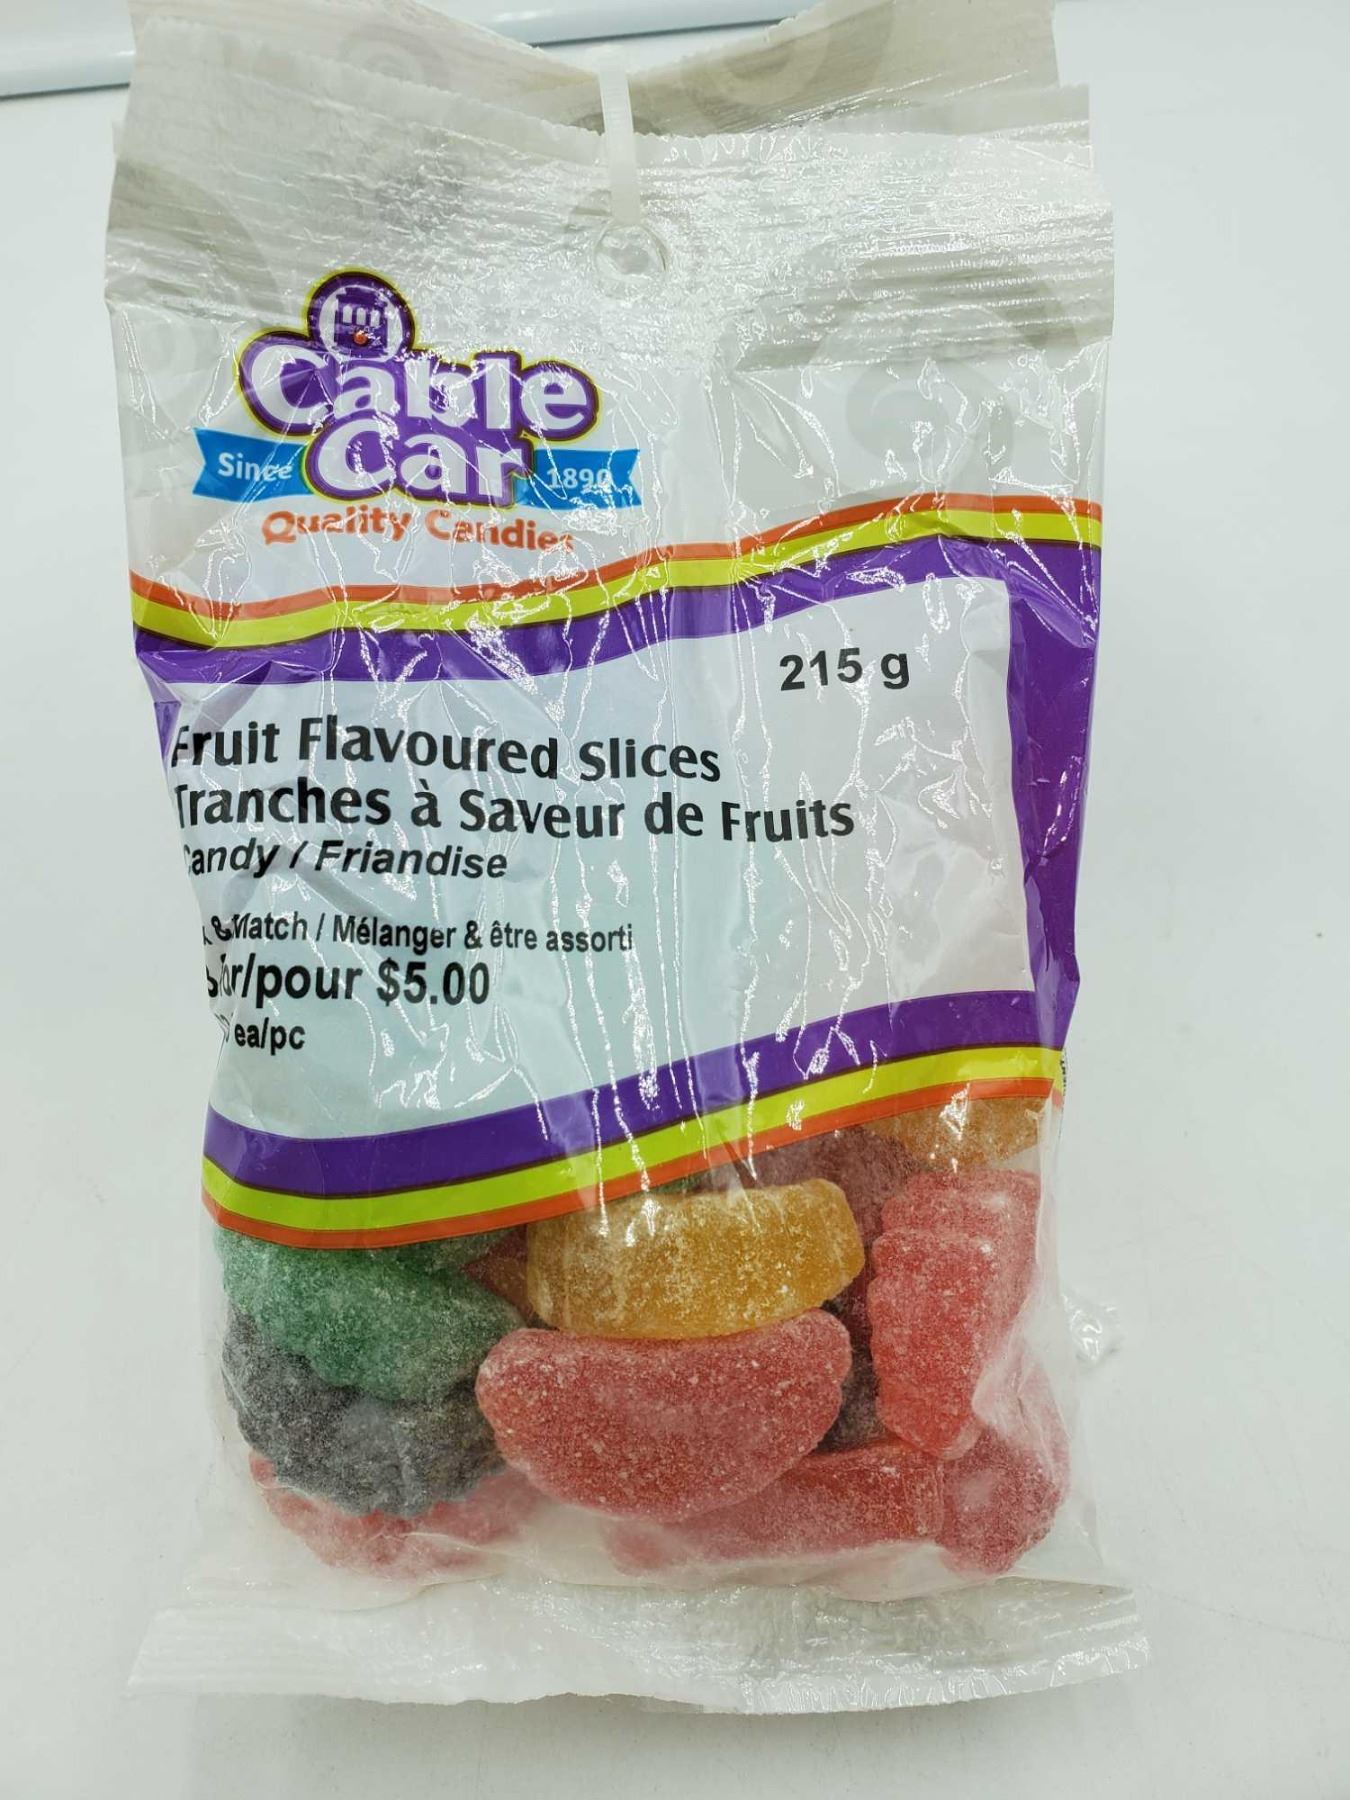 Cable
Car
Since 1890
Quality Candies
215 g
Fruit Flavoured Slices
Tranches à Saveur de Fruits
Candy / Friandise
& Match / Mélanger & être assorti
for/pour $5.00
ea/pc